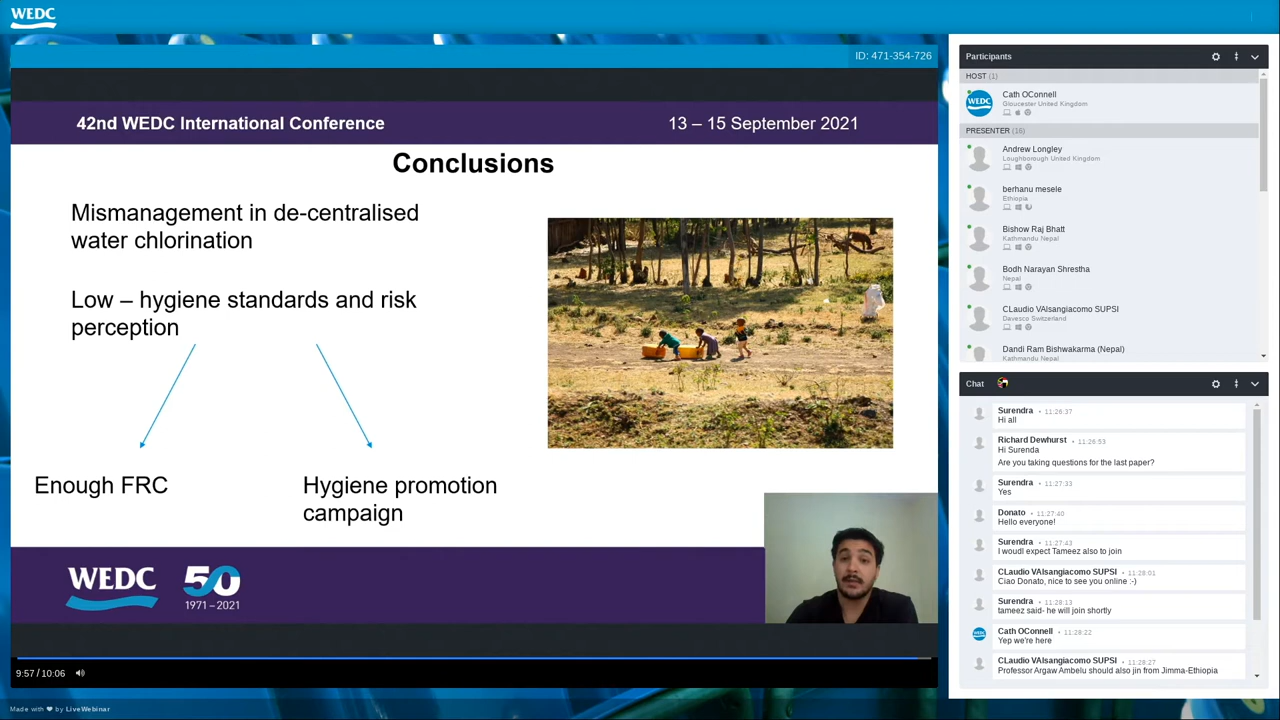 WEDC
ID: 471-354-726
42nd WEDC International Conference
13 – 15 September 2021
Conclusions
Mismanagement in de-centralised
water chlorination
Low – hygiene standards and risk
perception
Enough FRC
Hygiene promotion
campaign
WEDC
50
1971 – 2021
9:57 / 10:06
Made with ❤ by LiveWebinar
Participants
HOST (1)
WEDC
Cath OConnell
Gloucester United Kingdom
PRESENTER (16)
Andrew Longley
Loughborough United Kingdom
berhanu mesele
Ethiopia
Bishow Raj Bhatt
Kathmandu Nepal
Bodh Narayan Shrestha
Nepal
CLaudio VAlsangiacomo SUPSI
Davesco Switzerland
Dandi Ram Bishwakarma (Nepal)
Kathmandu Nepal
Chat
Surendra • 11:26:37
Hi all
Richard Dewhurst • 11:26:53
Hi Surenda
Are you taking questions for the last paper?
Surendra • 11:27:33
Yes
Donato • 11:27:40
Hello everyone!
Surendra • 11:27:43
I woudl expect Tameez also to join
CLaudio VAlsangiacomo SUPSI • 11:28:01
Ciao Donato, nice to see you online :-)
Surendra • 11:28:13
tameez said- he will join shortly
WEDC
Cath OConnell • 11:28:22
Yep we're here
CLaudio VAlsangiacomo SUPSI • 11:28:27
Professor Argaw Ambelu should also jin from Jimma-Ethiopia